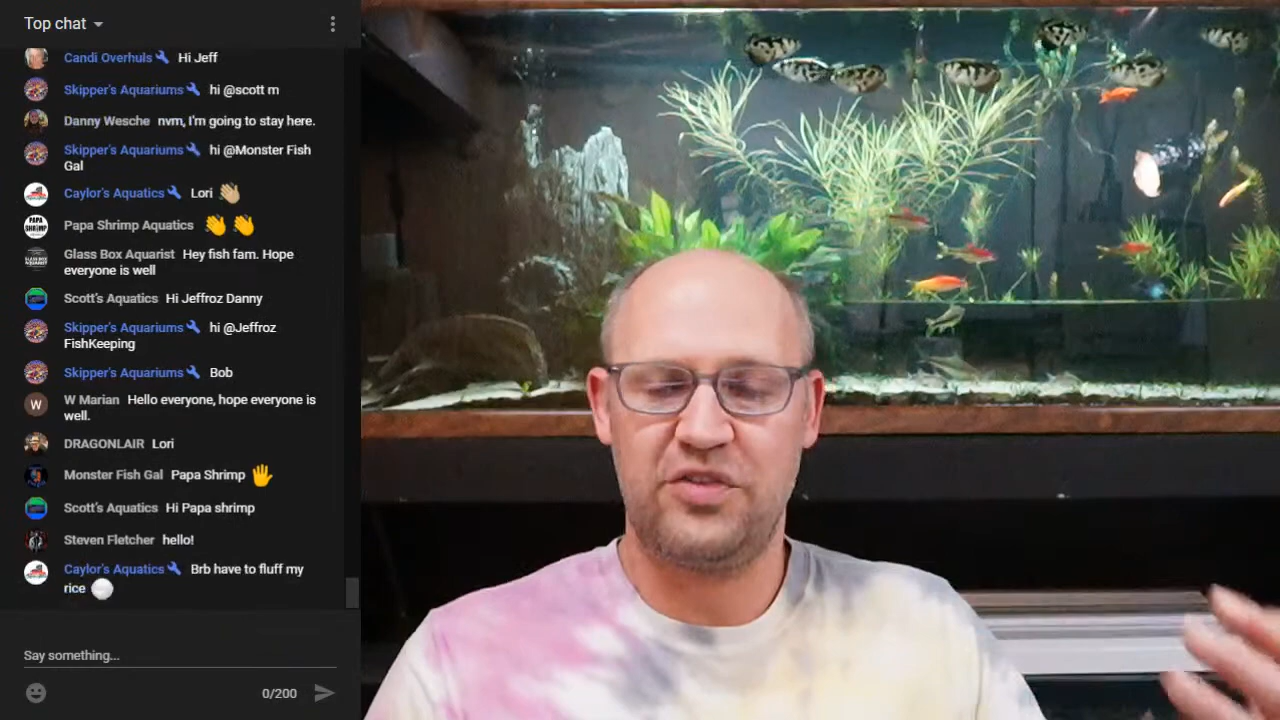 Top chat
Candi Overhuls Hi Jeff
Skipper's Aquariums hi @scott m
Danny Wesche nvm, I'm going to stay here.
Skipper's Aquariums hi @Monster Fish
Gal
Caylor's Aquatics Lori
PAPA
SHRIMP
Papa Shrimp Aquatics
Glass Box Aquarist Hey fish fam. Hope
everyone is well
Scott's Aquatics Hi Jeffroz Danny
Skipper's Aquariums hi @Jeffroz
FishKeeping
Skipper's Aquariums Bob
W
W Marian Hello everyone, hope everyone is
well.
DRAGONLAIR Lori
Monster Fish Gal Papa Shrimp
Scott's Aquatics Hi Papa shrimp
Steven Fletcher hello!
Caylor's Aquatics Brb have to fluff my
rice
Say something...
0/200